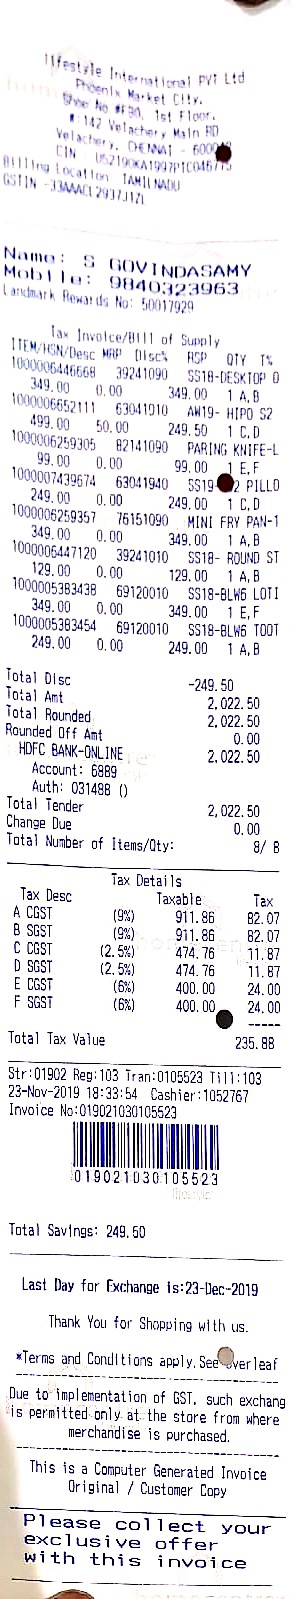 lifestyle International PVT Ltd
Phoenix Market City.
Shop No #F30, 1st Floor.
#:142 Velachery Main RD
Velachery, CHENNAI -
CIN
Billing Location TAMILNADU
GSTIN -33AAACL2937J1ZL
Name: S GOVINDASAMY
Mobile: 9840323963
Landmark Rewards No: 50017929
Tax Invoice/Bill of Supply
ITEM/HSN/Desc MRP Disc% RSP QTY T%
1000006446668 39241090 SS18-DESKTOP O
349.00 0.00 349.00 1 A,B
1000006652111 63041910 AW19- HIPO S2
499.00 50.00 249.50 1 C,D
1000006259305 82141090 PARING KNIFE-L
99.00 0.00 99.00 1 E,F
1000007439674 63041940 SS19- 2 PILLO
249.00 0.00 249.00 1 C,D
1000006259357 76151090 MINI FRY PAN-1
349.00 0.00 349.00 1 A,B
1000006447120 39241010 SS18- ROUND ST
129.00 0.00 129.00 1 A,B
1000005383438 69120010 SS18-BLW6 LOTI
349.00 0.00 349.00 1 E,F
1000005383454 69120010 SS18-BLW6 TOOT
249.00 0.00 249.00 1 A,B
Total Disc -249.50
Total Amt 2,022.50
Total Rounded 2,022.50
Rounded Off Amt 0.00
HDFC BANK-ONLINE 2,022.50
Account: 6889
Auth: 031488 ()
Total Tender 2,022.50
Change Due 0.00
Total Number of Items/Qty: 8/ 8
Tax Details
Tax Desc Taxable Tax
A CGST (9%) 911.86 82.07
B SGST (9%) 911.86 82.07
C CGST (2.5%) 474.76 11.87
D SGST (2.5%) 474.76 11.87
E CGST (6%) 400.00 24.00
F SGST (6%) 400.00 24.00
-----
Total Tax Value 235.88
Str:01902 Reg:103 Tran:0105523 Till:103
23-Nov-2019 18:33:54 Cashier:1052767
Invoice No:019021030105523
019021030105523
lifestyle
Total Savings: 249.50
Last Day for Exchange is:23-Dec-2019
Thank You for Shopping with us.
*Terms and Conditions apply. See overleaf
Due to implementation of GST, such exchang
is permitted only at the store from where
merchandise is purchased.
This is a Computer Generated Invoice
Original / Customer Copy
Please collect your
exclusive offer
with this invoice